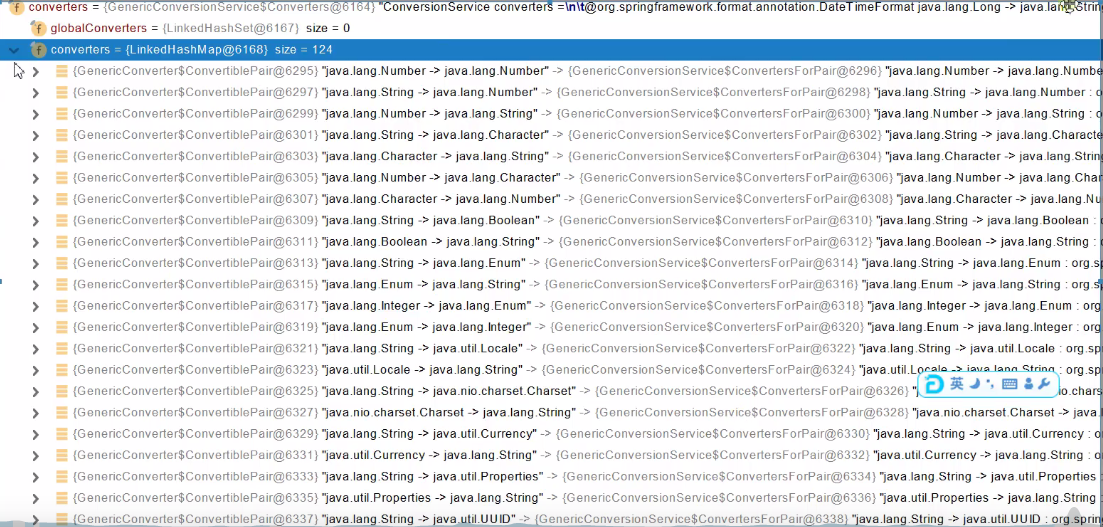 converters = {GenericConversionService$Converters@6164} "ConversionService converters =\n\t@org.springframework.format.annotation.DateTimeFormat java.lang.Long -> java.lang.String
globalConverters = {LinkedHashSet@6167} size = 0
converters = {LinkedHashMap@6168} size = 124
{GenericConverter$ConvertiblePair@6295} "java.lang.Number -> java.lang.Number" -> {GenericConversionService$ConvertersForPair@6296} "java.lang.Number -> java.lang.Numbe
{GenericConverter$ConvertiblePair@6297} "java.lang.String -> java.lang.Number" -> {GenericConversionService$ConvertersForPair@6298} "java.lang.String -> java.lang.Number : o
{GenericConverter$ConvertiblePair@6299} "java.lang.Number -> java.lang.String" -> {GenericConversionService$ConvertersForPair@6300} "java.lang.Number -> java.lang.String : o
{GenericConverter$ConvertiblePair@6301} "java.lang.String -> java.lang.Character" -> {GenericConversionService$ConvertersForPair@6302} "java.lang.String -> java.lang.Characte
{GenericConverter$ConvertiblePair@6303} "java.lang.Character -> java.lang.String" -> {GenericConversionService$ConvertersForPair@6304} "java.lang.Character -> java.lang.Strin
{GenericConverter$ConvertiblePair@6305} "java.lang.Number -> java.lang.Character" -> {GenericConversionService$ConvertersForPair@6306} "java.lang.Number -> java.lang.Char
{GenericConverter$ConvertiblePair@6307} "java.lang.Character -> java.lang.Number" -> {GenericConversionService$ConvertersForPair@6308} "java.lang.Character -> java.lang.Nu
{GenericConverter$ConvertiblePair@6309} "java.lang.String -> java.lang.Boolean" -> {GenericConversionService$ConvertersForPair@6310} "java.lang.String -> java.lang.Boolean :
{GenericConverter$ConvertiblePair@6311} "java.lang.Boolean -> java.lang.String" -> {GenericConversionService$ConvertersForPair@6312} "java.lang.Boolean -> java.lang.String :
{GenericConverter$ConvertiblePair@6313} "java.lang.String -> java.lang.Enum" -> {GenericConversionService$ConvertersForPair@6314} "java.lang.String -> java.lang.Enum : org.sp
{GenericConverter$ConvertiblePair@6315} "java.lang.Enum -> java.lang.String" -> {GenericConversionService$ConvertersForPair@6316} "java.lang.Enum -> java.lang.String : org.sp
{GenericConverter$ConvertiblePair@6317} "java.lang.Integer -> java.lang.Enum" -> {GenericConversionService$ConvertersForPair@6318} "java.lang.Integer -> java.lang.Enum : org
{GenericConverter$ConvertiblePair@6319} "java.lang.Enum -> java.lang.Integer" -> {GenericConversionService$ConvertersForPair@6320} "java.lang.Enum -> java.lang.Integer : org
{GenericConverter$ConvertiblePair@6321} "java.lang.String -> java.util.Locale" -> {GenericConversionService$ConvertersForPair@6322} "java.lang.String -> java.util.Locale : org.sp
{GenericConverter$ConvertiblePair@6323} "java.util.Locale -> java.lang.String" -> {GenericConversionService$ConvertersForPair@6324} "java.util.Locale -> java.lang.String : org.sp
{GenericConverter$ConvertiblePair@6325} "java.lang.String -> java.nio.charset.Charset" -> {GenericConversionService$ConvertersForPair@6326} io.chars
英
{GenericConverter$ConvertiblePair@6327} "java.nio.charset.Charset -> java.lang.String" -> {GenericConversionService$ConvertersForPair@6328} "java.nio.charset.Charset -> java.l
{GenericConverter$ConvertiblePair@6329} "java.lang.String -> java.util.Currency" -> {GenericConversionService$ConvertersForPair@6330} "java.lang.String -> java.util.Currency : or
{GenericConverter$ConvertiblePair@6331} "java.util.Currency -> java.lang.String" -> {GenericConversionService$ConvertersForPair@6332} "java.util.Currency -> java.lang.String : or
{GenericConverter$ConvertiblePair@6333} "java.lang.String -> java.util.Properties" -> {GenericConversionService$ConvertersForPair@6334} "java.lang.String -> java.util.Properties
{GenericConverter$ConvertiblePair@6335} "java.util.Properties -> java.lang.String" -> {GenericConversionService$ConvertersForPair@6336} "java.util.Properties -> java.lang.String
{GenericConverter$ConvertiblePair@6337} "java.lang.String -> java.util.UUID" -> {GenericConversionService$ConvertersForPair@6338} "java.lang.String -> java.util.UUID : org.spring